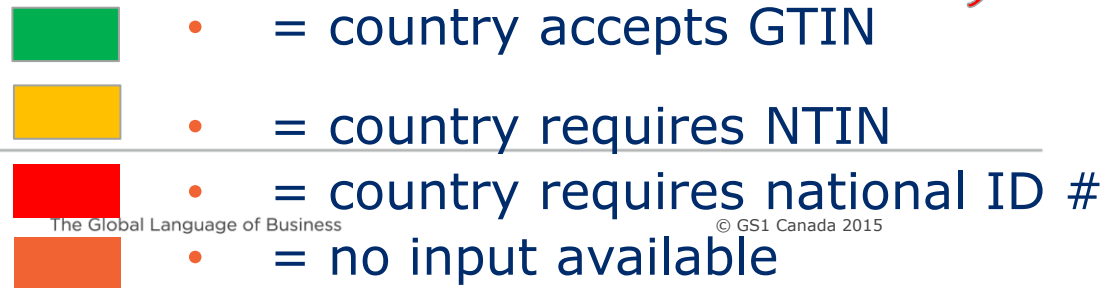 • = country accepts GTIN
• = country requires NTIN
• = country requires national ID #
The Global Language of Business © GS1 Canada 2015
• = no input available